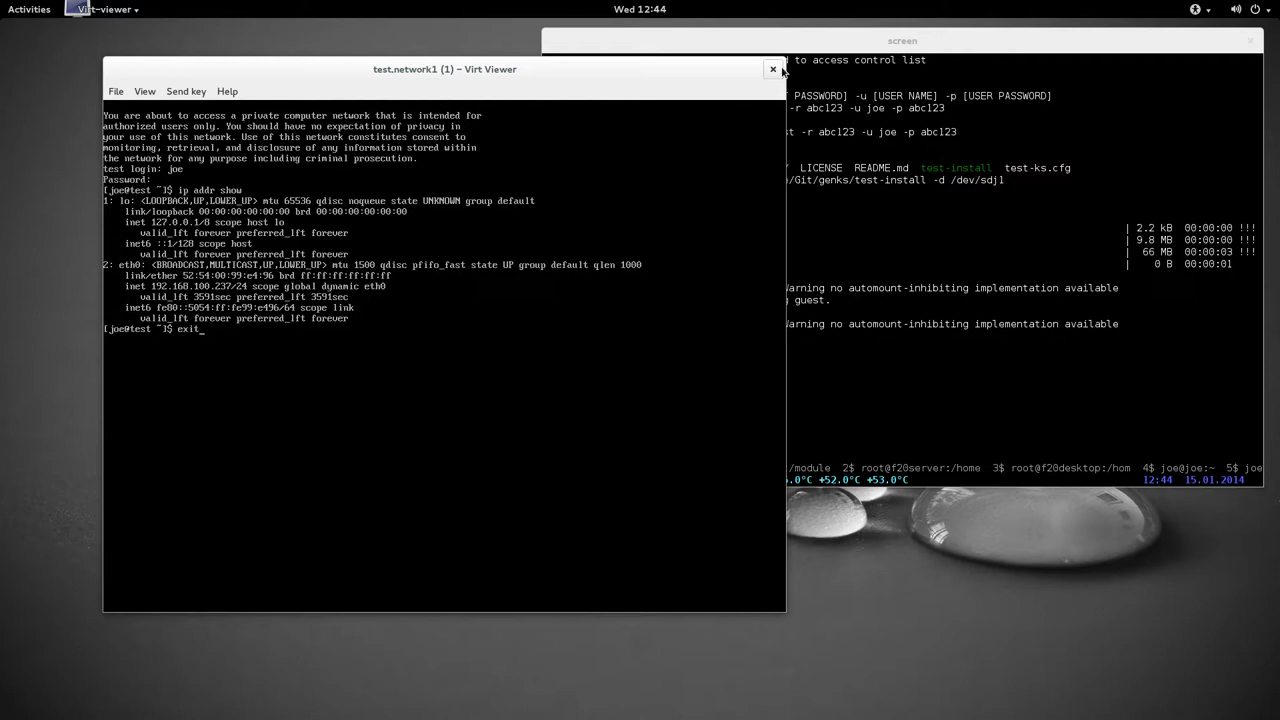 Activities Virt-viewer Wed 12:44
screen
test.network1 (1) - Virt Viewer
File View Send key Help
You are about to access a private computer network that is intended for
authorized users only. You should have no expectation of privacy in
your use of this network. Use of this network constitutes consent to
monitoring, retrieval, and disclosure of any information stored within
the network for any purpose including criminal prosecution.
test login: joe
Password:
[joe@test ~]$ ip addr show
1: lo: <LOOPBACK,UP,LOWER_UP> mtu 65536 qdisc noqueue state UNKNOWN group default
link/loopback 00:00:00:00:00:00 brd 00:00:00:00:00:00
inet 127.0.0.1/8 scope host lo
valid_lft forever preferred_lft forever
inet6 ::1/128 scope host
valid_lft forever preferred_lft forever
2: eth0: <BROADCAST,MULTICAST,UP,LOWER_UP> mtu 1500 qdisc pfifo_fast state UP group default qlen 1000
link/ether 52:54:00:99:e4:96 brd ff:ff:ff:ff:ff:ff
inet 192.168.100.237/24 scope global dynamic eth0
valid_lft 3591sec preferred_lft 3591sec
inet6 fe80::5054:ff:fe99:e496/64 scope link
valid_lft forever preferred_lft forever
[joe@test ~]$ exit_
d to access control list
PASSWORD] -u [USER NAME] -p [USER PASSWORD]
-r abc123 -u joe -p abc123
st -r abc123 -u joe -p abc123
/ LICENSE README.md test-install test-ks.cfg
e/Git/genks/test-install -d /dev/sdj1
| 2.2 kB 00:00:00 !!!
| 9.8 MB 00:00:00 !!!
| 66 MB 00:00:03 !!!
| 0 B 00:00:01
arning no automount-inhibiting implementation available
g guest.
arning no automount-inhibiting implementation available
:/module 2$ root@f20server:/home 3$ root@f20desktop:/hom 4$ joe@joe:~ 5$ joe
.0°C +52.0°C +53.0°C 12:44 15.01.2014